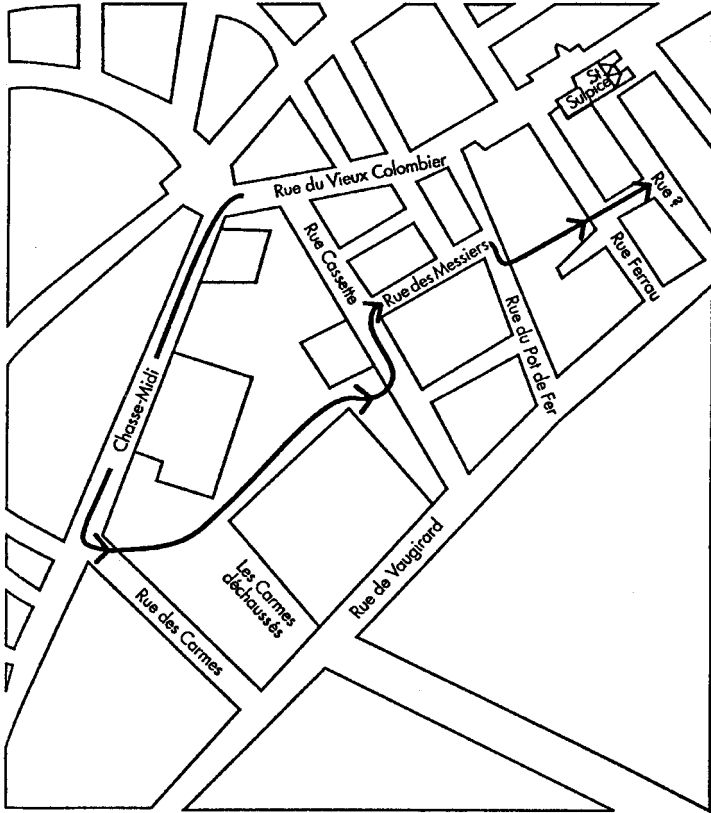 St
Sulpice
Rue du Vieux Colombier
Rue ?
Rue Cassette
Rue des Messiers
Rue Ferrau
Rue du Pot de Fer
Chasse-Midi
Rue de Vaugirard
Les Carmes
déchaussés
Rue des Carmes